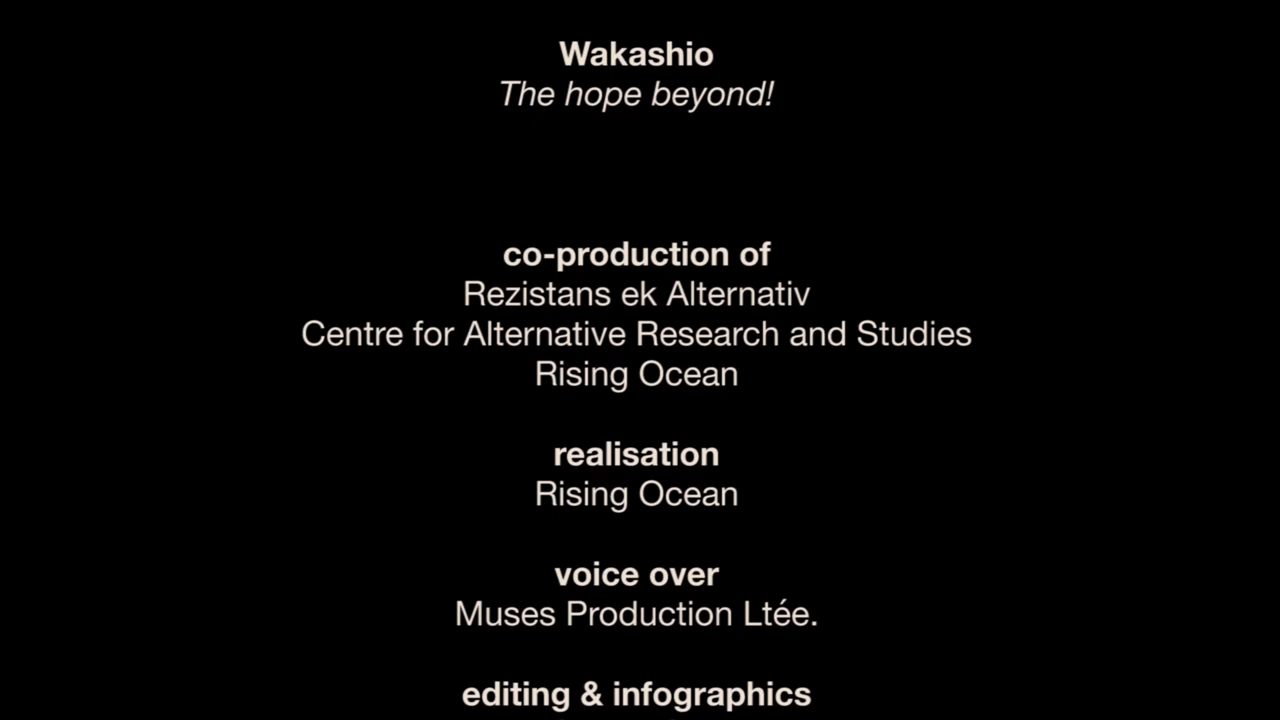 Wakashio
The hope beyond!
co-production of
Rezistans ek Alternativ
Centre for Alternative Research and Studies
Rising Ocean
realisation
Rising Ocean
voice over
Muses Production Ltée.
editing & infographics